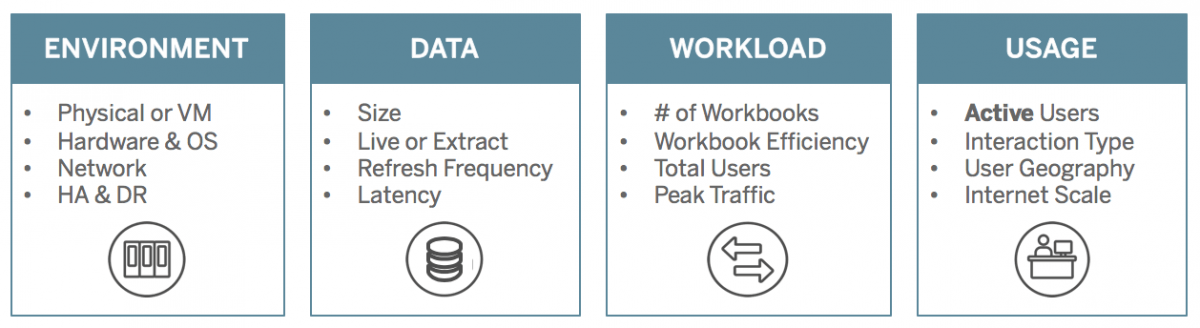 ENVIRONMENT
• Physical or VM
• Hardware & OS
• Network
• HA & DR
DATA
• Size
• Live or Extract
• Refresh Frequency
• Latency
WORKLOAD
• # of Workbooks
• Workbook Efficiency
• Total Users
• Peak Traffic
USAGE
• Active Users
• Interaction Type
• User Geography
• Internet Scale